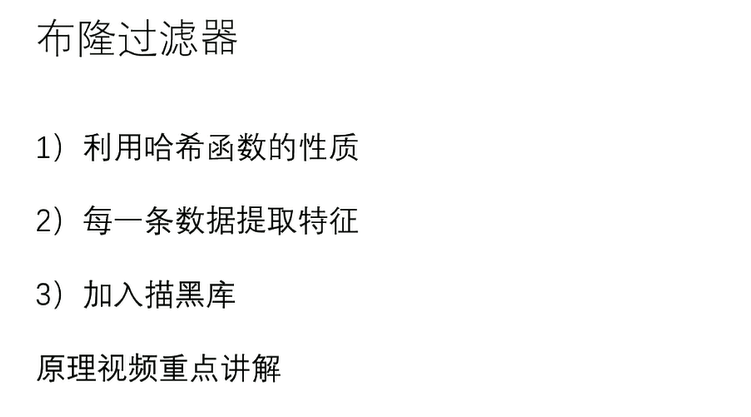 布隆过滤器
1）利用哈希函数的性质
2）每一条数据提取特征
3）加入描黑库
原理视频重点讲解